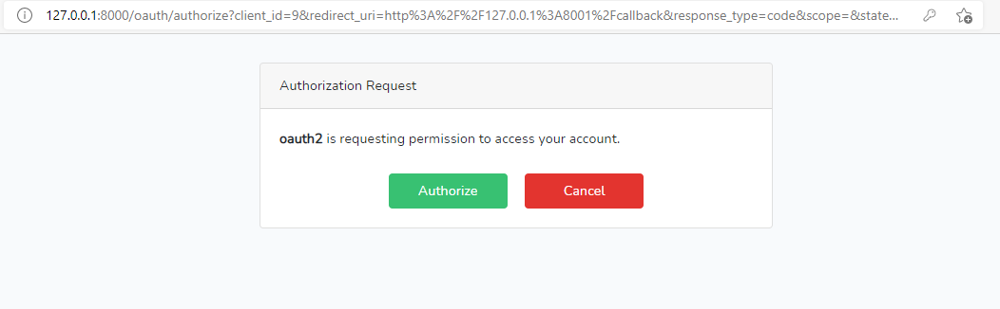 127.0.0.1:8000/oauth/authorize?client_id=9&redirect_uri=http%3A%2F%2F127.0.0.1%3A8001%2Fcallback&response_type=code&scope=&state...
Authorization Request
oauth2 is requesting permission to access your account.
Authorize Cancel